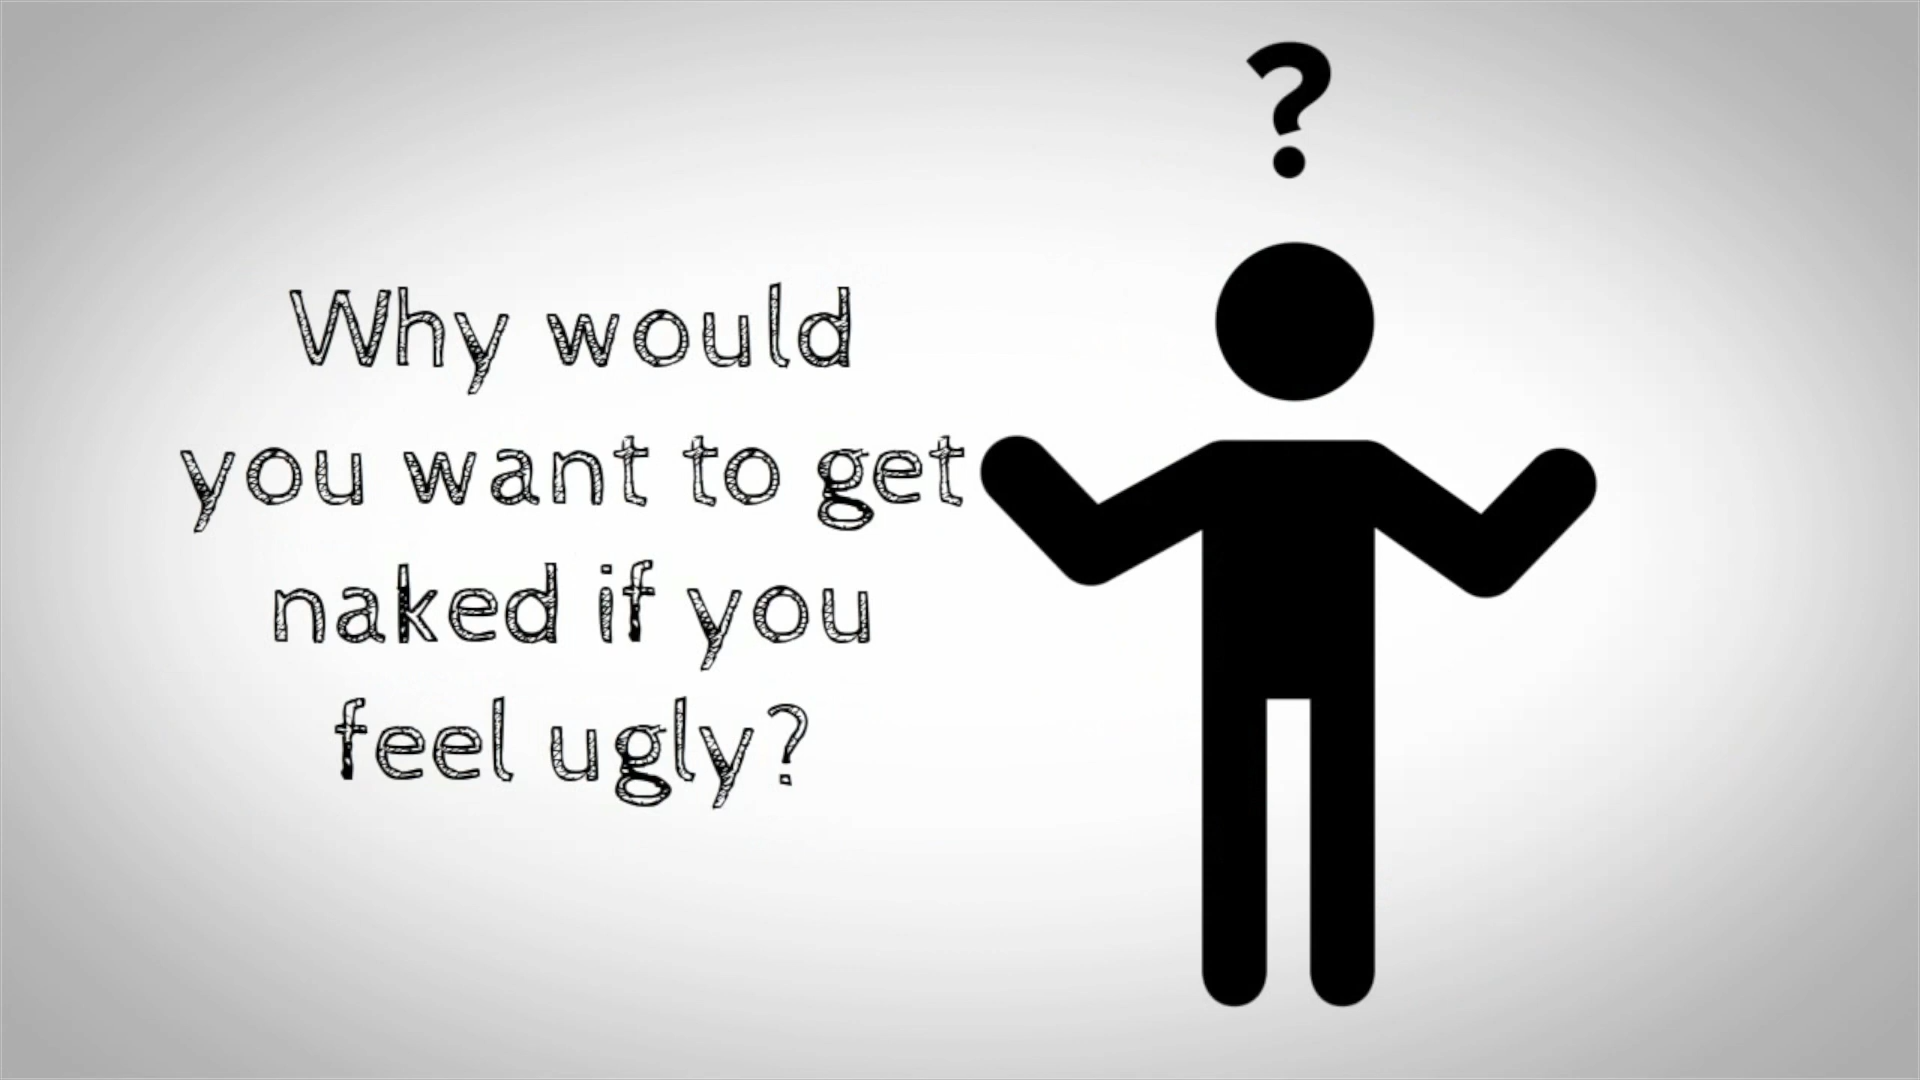 ?
Why would
you want to get
naked if you
feel ugly?